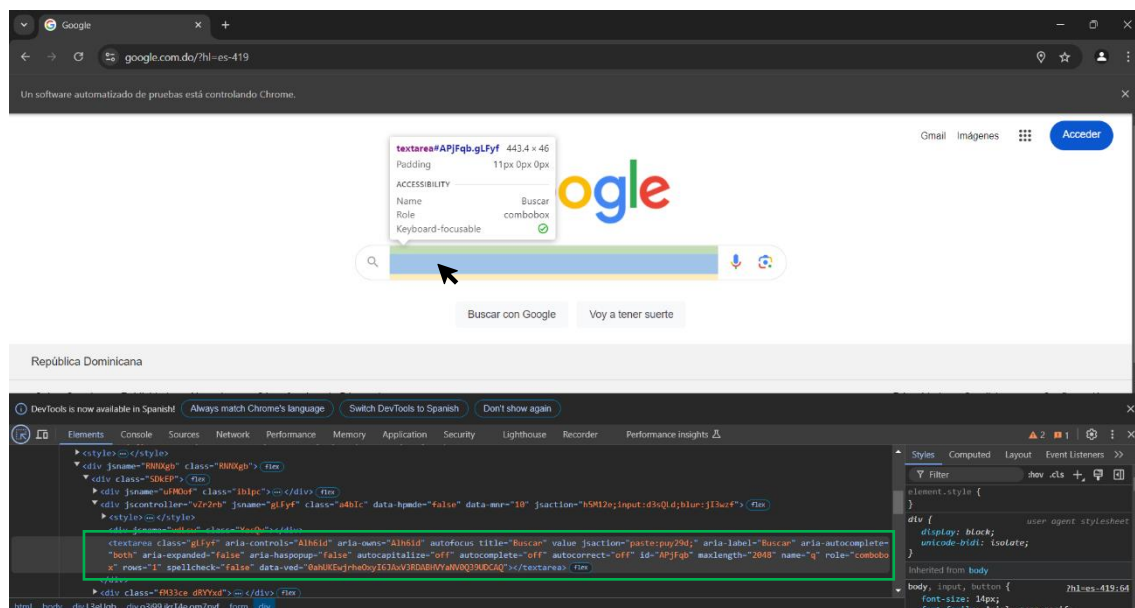 Google
google.com.do/?hl=es-419
Un software automatizado de pruebas está controlando Chrome.
Gmail Imágenes Acceder
textarea#APjFqb.gLFyf 443.4 × 46
Padding 11px 0px 0px
ACCESSIBILITY
Name Buscar
Role combobox
Keyboard-focusable
ogle
Buscar con Google Voy a tener suerte
República Dominicana
DevTools is now available in Spanish! Always match Chrome's language Switch DevTools to Spanish Don't show again
Elements Console Sources Network Performance Memory Application Security Lighthouse Recorder Performance insights 2 1
Styles Computed Layout Event Listeners
Filter :hov .cls
<style>…</style>
<div jsname="RNNXgb" class="RNNXgb"> flex
<div class="SDkEP"> flex
<div jsname="uFMOof" class="iblpc">…</div> flex
<div jscontroller="vZr2rb" jsname="gLFyf" class="a4bIc" data-hpmde="false" data-mnr="10" jsaction="h5M12e;input:d3sQLd;blur:jI3wzf"> flex
<style>…</style>
<textarea class="gLFyf" aria-controls="Alh6id" aria-owns="Alh6id" autofocus title="Buscar" value jsaction="paste:puy29d;" aria-label="Buscar" aria-autocomplete=
"both" aria-expanded="false" aria-haspopup="false" autocapitalize="off" autocomplete="off" autocorrect="off" id="APjFqb" maxlength="2048" name="q" role="combobo
x" rows="1" spellcheck="false" </textarea> flex
</div>
<div class="fM33ce dRYYxd">…</div> flex
element.style {
}
div { user agent stylesheet
display: block;
unicode-bidi: isolate;
}
Inherited from body
body, input, button { ?hl=es-419:64
font-size: 14px;
html body form div